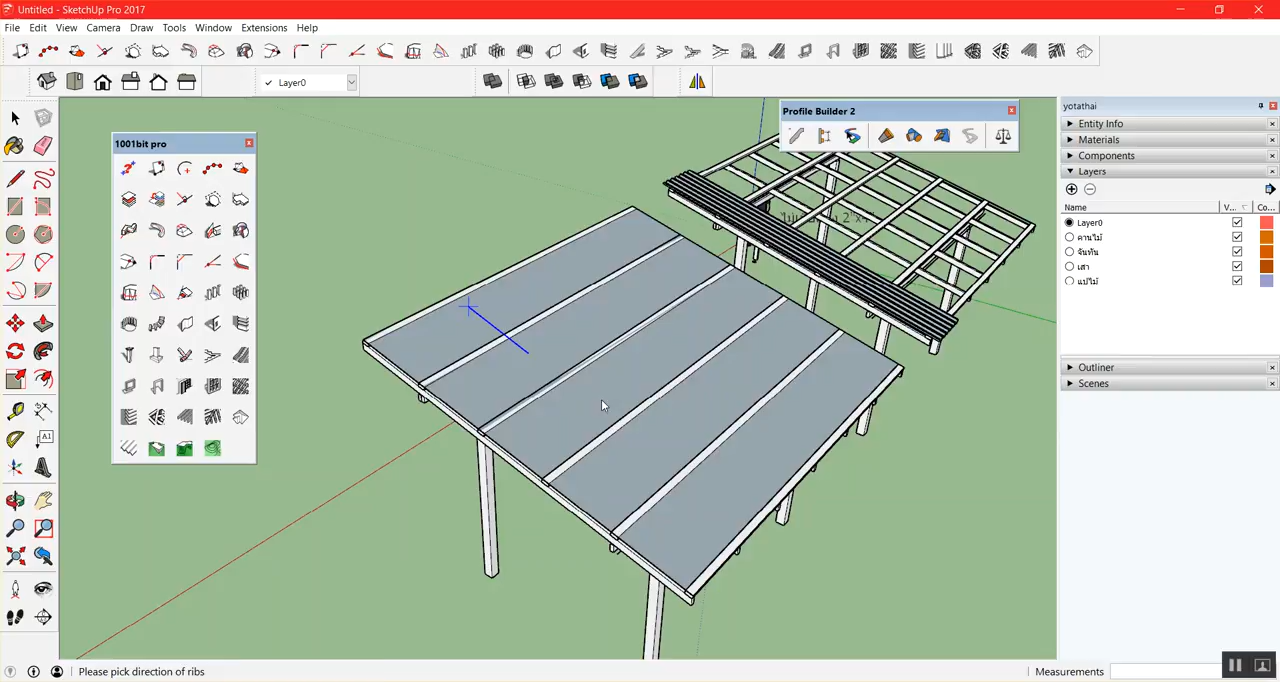 Untitled - SketchUp Pro 2017
File Edit View Camera Draw Tools Window Extensions Help
Layer0
Profile Builder 2
yotathai
1001bit pro
Entity Info
Materials
Components
Layers
Name V... Co...
Layer0
คานไม้
จันทัน
เสา
แปไม้
Outliner
Scenes
A1
Please pick direction of ribs
Measurements